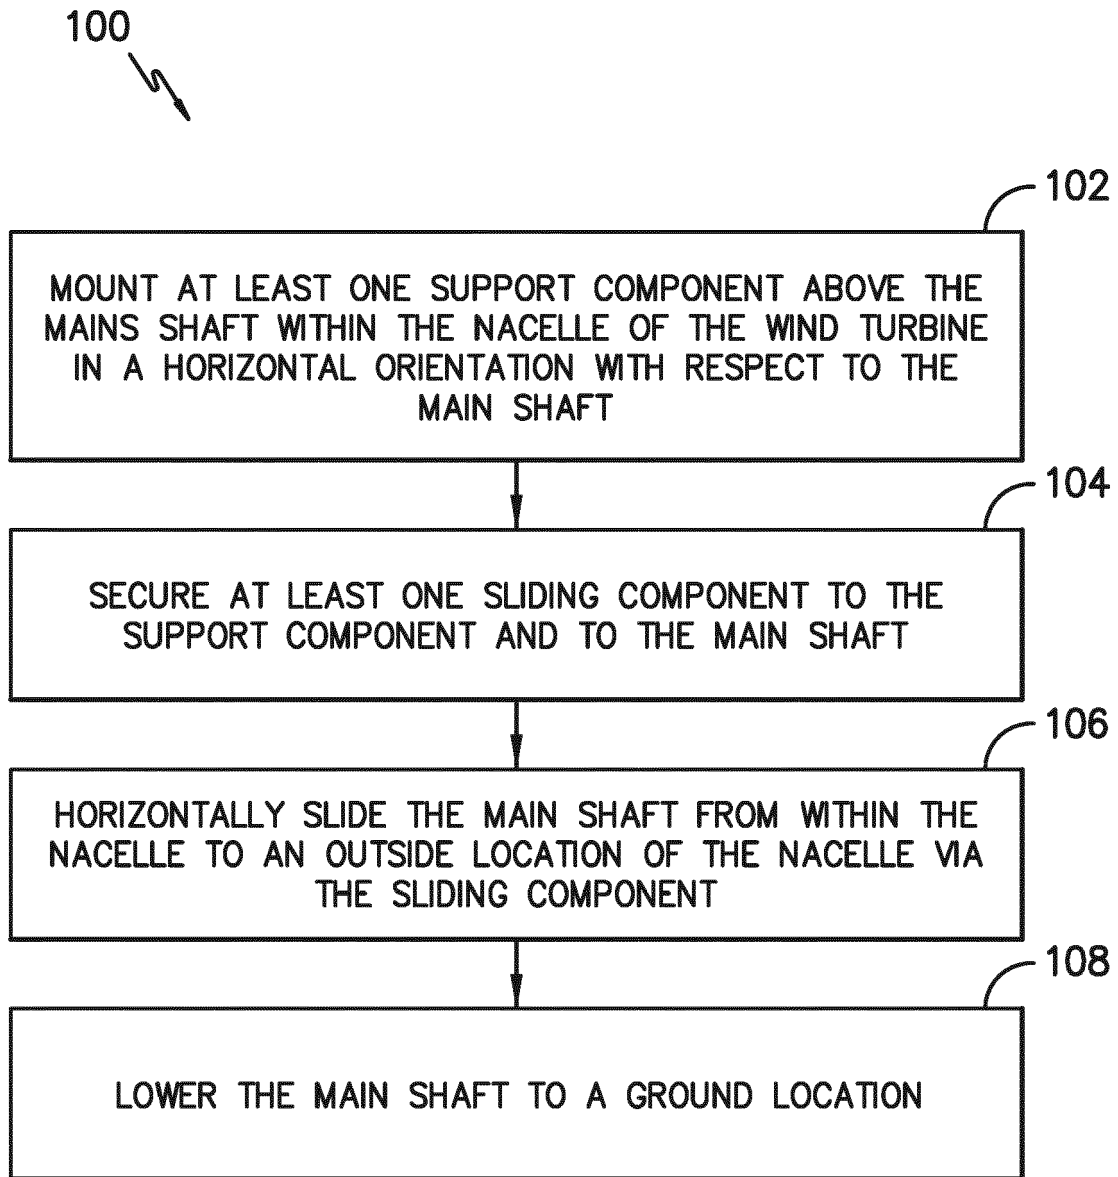 100
102
MOUNT AT LEAST ONE SUPPORT COMPONENT ABOVE THE
MAINS SHAFT WITHIN THE NACELLE OF THE WIND TURBINE
IN A HORIZONTAL ORIENTATION WITH RESPECT TO THE
MAIN SHAFT
104
SECURE AT LEAST ONE SLIDING COMPONENT TO THE
SUPPORT COMPONENT AND TO THE MAIN SHAFT
106
HORIZONTALLY SLIDE THE MAIN SHAFT FROM WITHIN THE
NACELLE TO AN OUTSIDE LOCATION OF THE NACELLE VIA
THE SLIDING COMPONENT
108
LOWER THE MAIN SHAFT TO A GROUND LOCATION